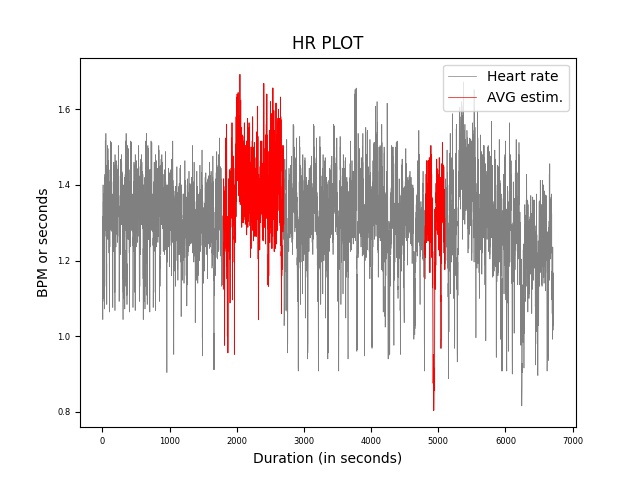 HR PLOT
Heart rate
AVG estim.
1.6
1.4
1.2
1.0
0.8
BPM or seconds
0 1000 2000 3000 4000 5000 6000 7000
Duration (in seconds)